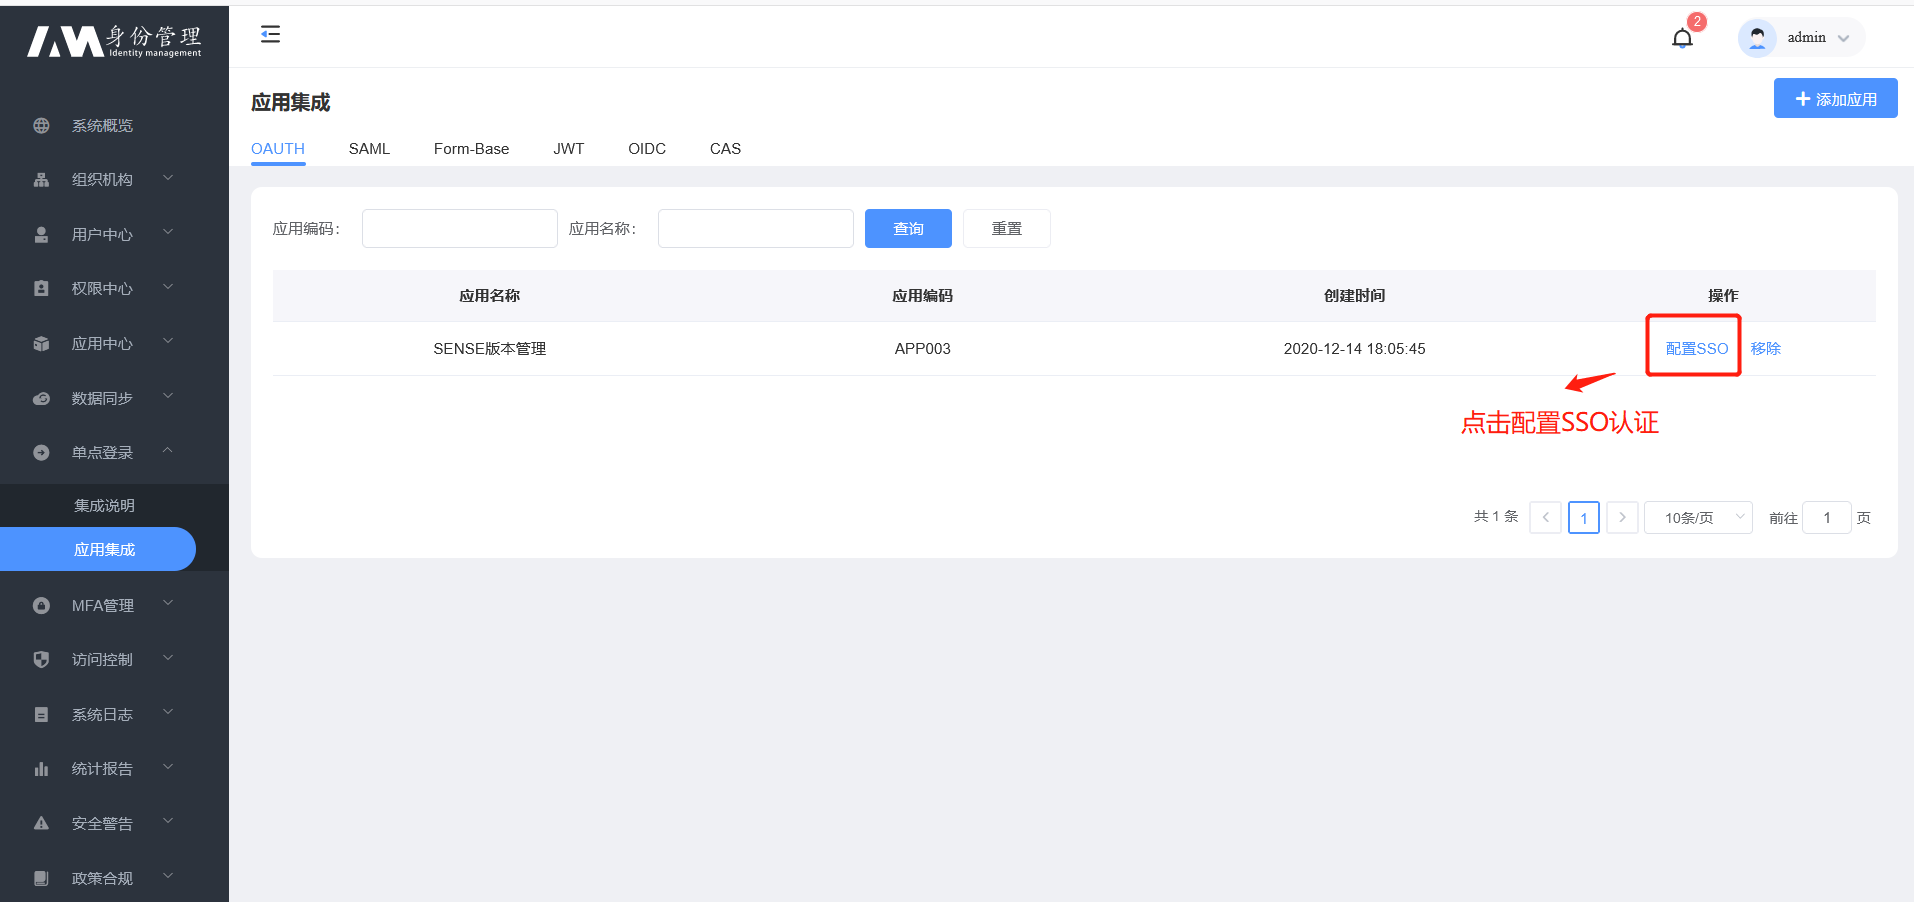 身份管理
Identity management
2
admin
应用集成
添加应用
OAUTH SAML Form-Base JWT OIDC CAS
系统概览
组织机构
用户中心
权限中心
应用中心
数据同步
单点登录
集成说明
应用集成
MFA管理
访问控制
系统日志
统计报告
安全警告
政策合规
应用编码： 应用名称： 查询 重置
应用名称 应用编码 创建时间 操作
SENSE版本管理 APP003 2020-12-14 18:05:45 配置SSO 移除
点击配置SSO认证
共 1 条 1 10条/页 前往 1 页